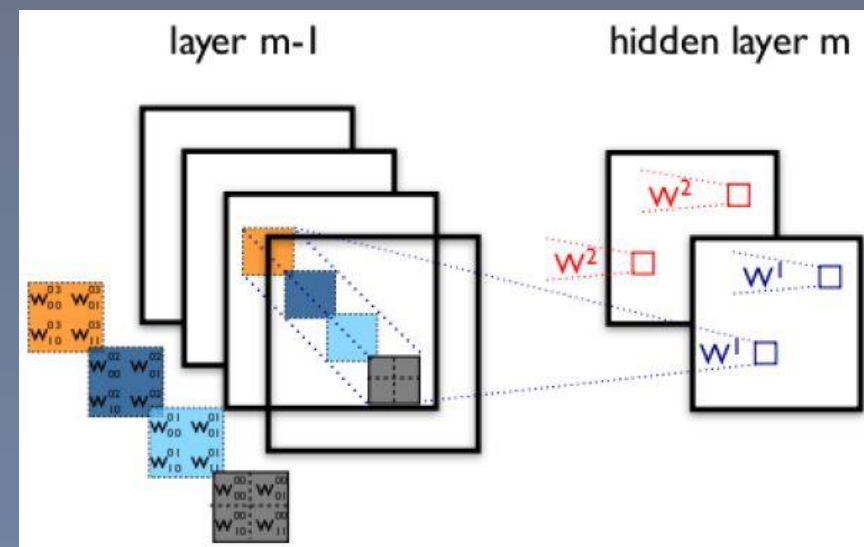 layer m-1
hidden layer m
W²
W²
W¹
W¹
W⁰³₀₀ W⁰³₀₁
W⁰³₁₀ W⁰³₁₁
W⁰²₀₀ W⁰²₀₁
W⁰²₁₀ W⁰²₁₁
W⁰¹₀₀ W⁰¹₀₁
W⁰¹₁₀ W⁰¹₁₁
W⁰⁰₀₀ W⁰⁰₀₁
W⁰⁰₁₀ W⁰⁰₁₁